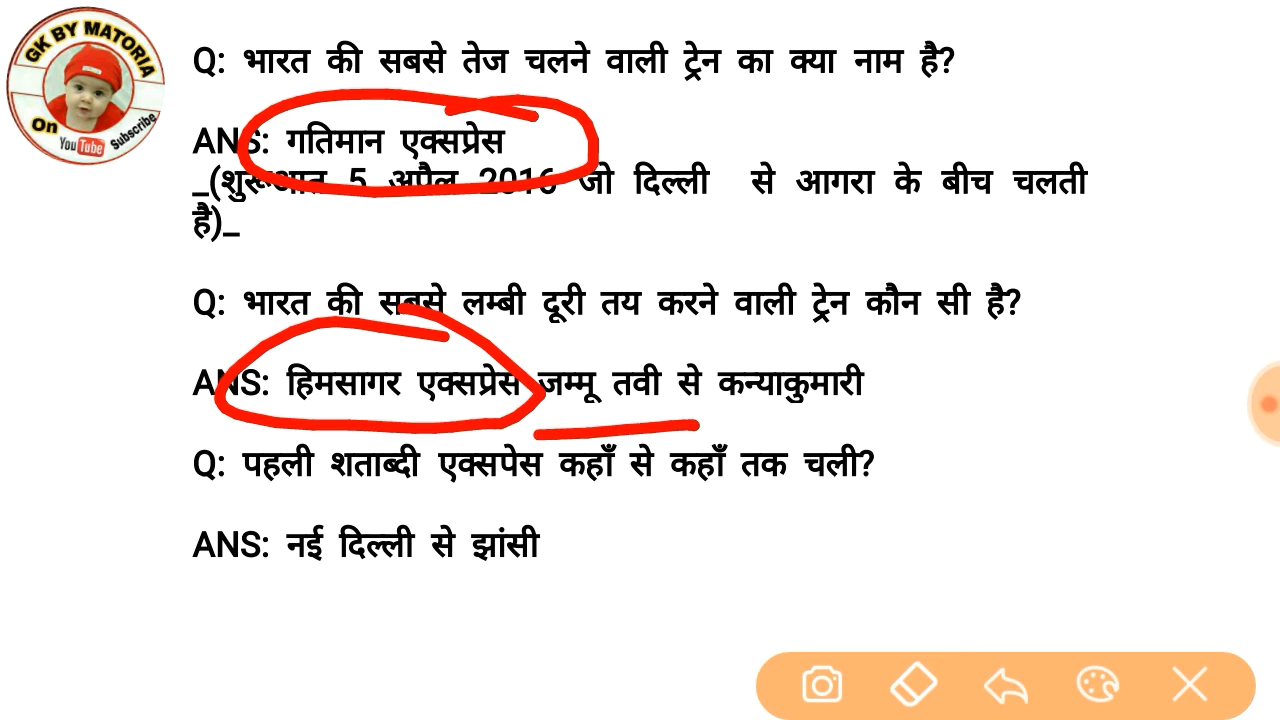 GK BY MATORIA
On YouTube Subscribe
Q: भारत की सबसे तेज चलने वाली ट्रेन का क्या नाम है?
ANS: गतिमान एक्सप्रेस
_(शुरूआत 5 अप्रैल 2016 जो दिल्ली से आगरा के बीच चलती
है)_
Q: भारत की सबसे लम्बी दूरी तय करने वाली ट्रेन कौन सी है?
ANS: हिमसागर एक्सप्रेस जम्मू तवी से कन्याकुमारी
Q: पहली शताब्दी एक्सपेस कहाँ से कहाँ तक चली?
ANS: नई दिल्ली से झांसी